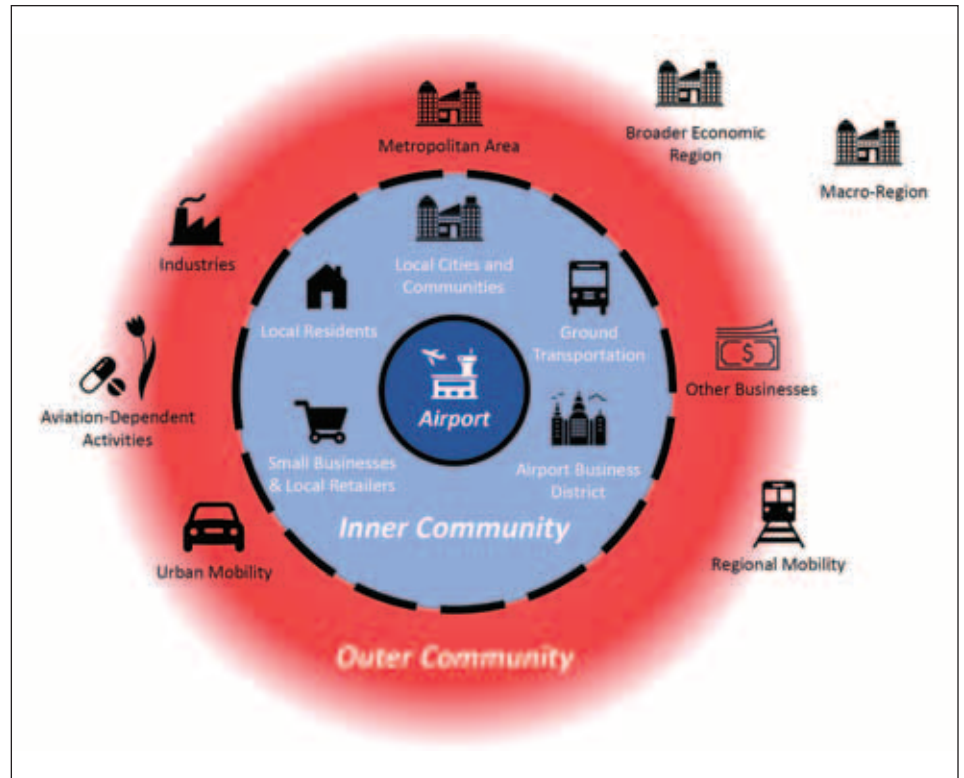 Metropolitan Area
Broader Economic
Region
Macro-Region
Industries
Local Cities and
Communities
Local Residents
Ground
Transportation
$
Other Businesses
Aviation-Dependent
Activities
Airport
Small Businesses
& Local Retailers
Airport Business
District
Inner Community
Urban Mobility
Regional Mobility
Outer Community